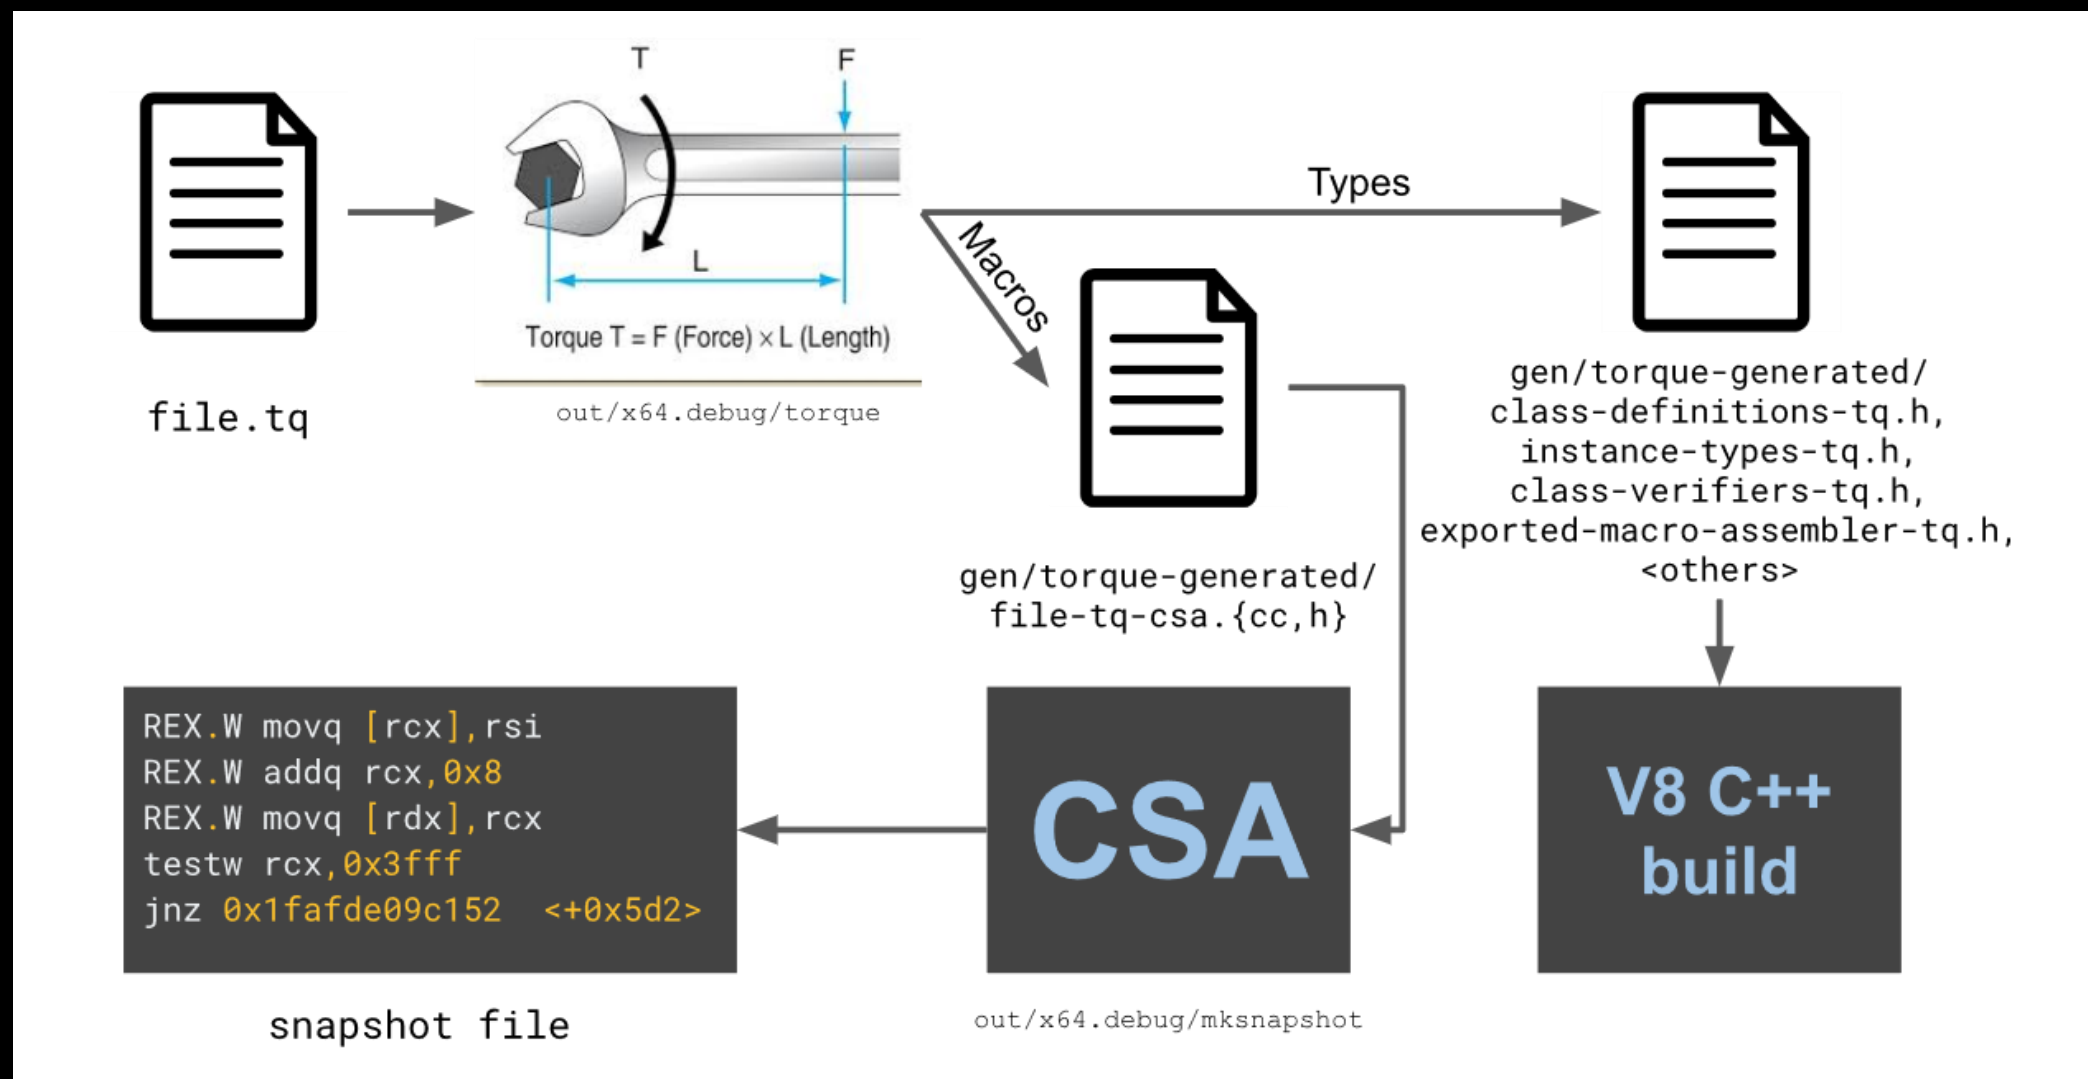 T
F
L
Torque T = F (Force) × L (Length)
file.tq
out/x64.debug/torque
Types
Macros
gen/torque-generated/
class-definitions-tq.h,
instance-types-tq.h,
class-verifiers-tq.h,
exported-macro-assembler-tq.h,
<others>
gen/torque-generated/
file-tq-csa.{cc,h}
REX.W movq [rcx],rsi
REX.W addq rcx,0x8
REX.W movq [rdx],rcx
testw rcx,0x3fff
jnz 0x1fafde09c152 <+0x5d2>
snapshot file
CSA
out/x64.debug/mksnapshot
V8 C++
build